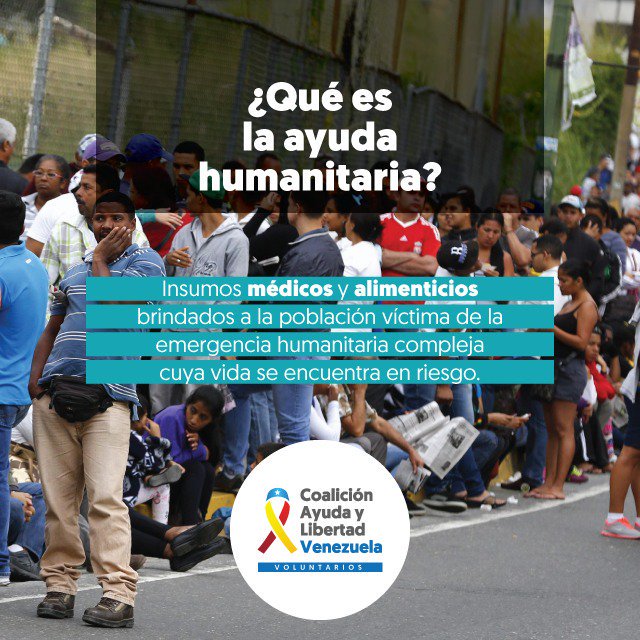 ¿Qué es
la ayuda
humanitaria?
Insumos médicos y alimenticios
brindados a la población víctima de la
emergencia humanitaria compleja
cuya vida se encuentra en riesgo.
Coalición
Ayuda y
Libertad
Venezuela
VOLUNTARIOS